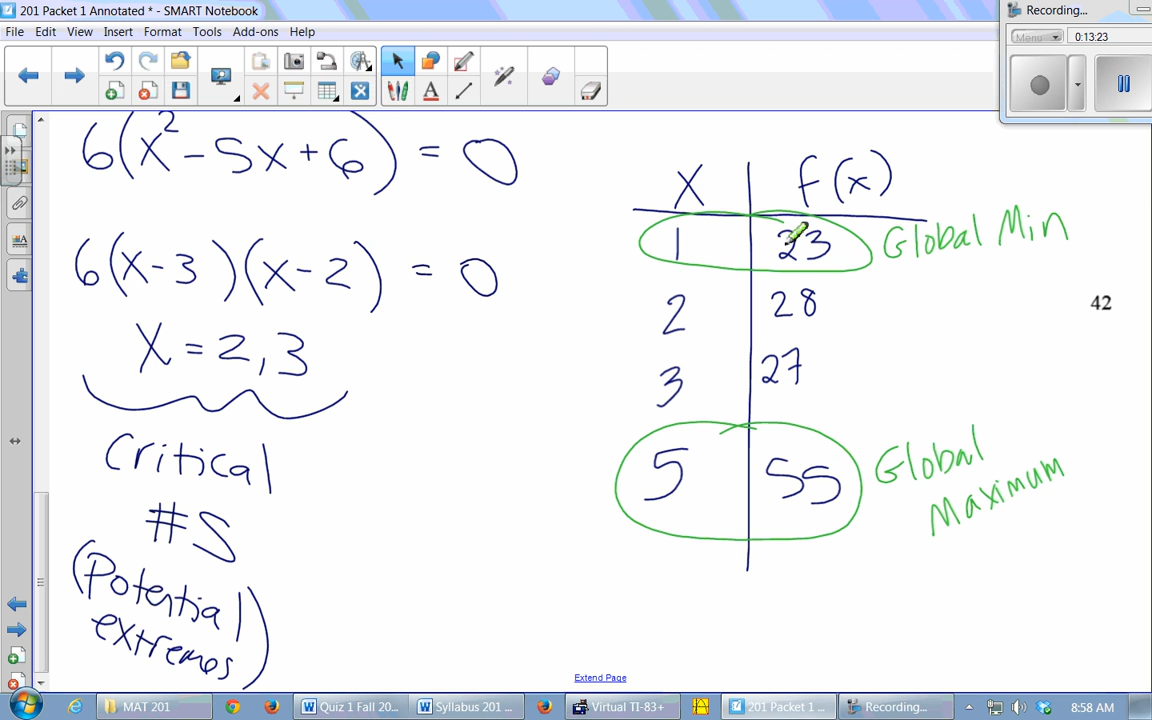 201 Packet 1 Annotated * - SMART Notebook
Recording...
File Edit View Insert Format Tools Add-ons Help
Menu
0:13:23
6(x² - 5x + 6) = 0
6(x-3)(x-2) = 0
x = 2, 3
Critical
#s
(Potential
extremes)
x f(x)
1 23 Global Min
2 28
3 27
5 55 Global
Maximum
42
Extend Page
MAT 201
Quiz 1 Fall 20...
Syllabus 201 ...
Virtual TI-83+
201 Packet 1 ...
Recording...
8:58 AM